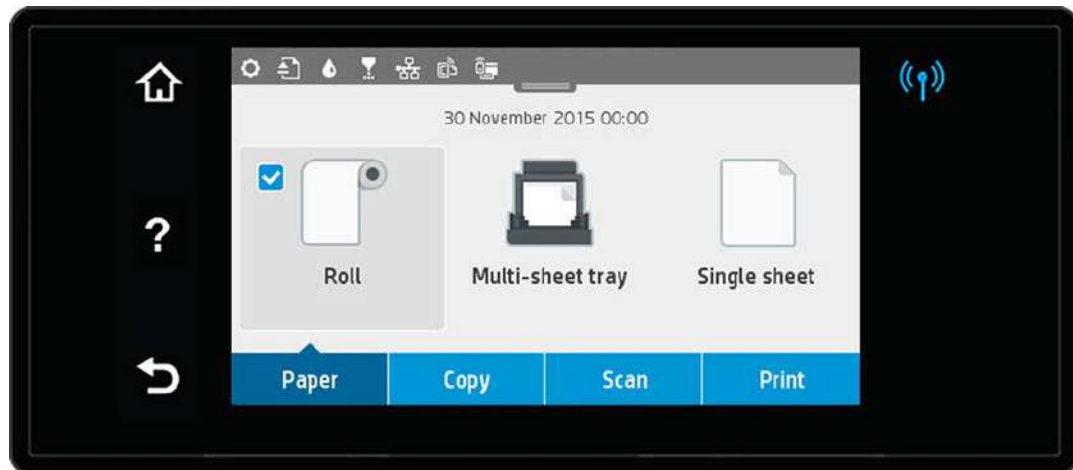 30 November 2015 00:00
Roll
Multi-sheet tray
Single sheet
?
Paper
Copy
Scan
Print